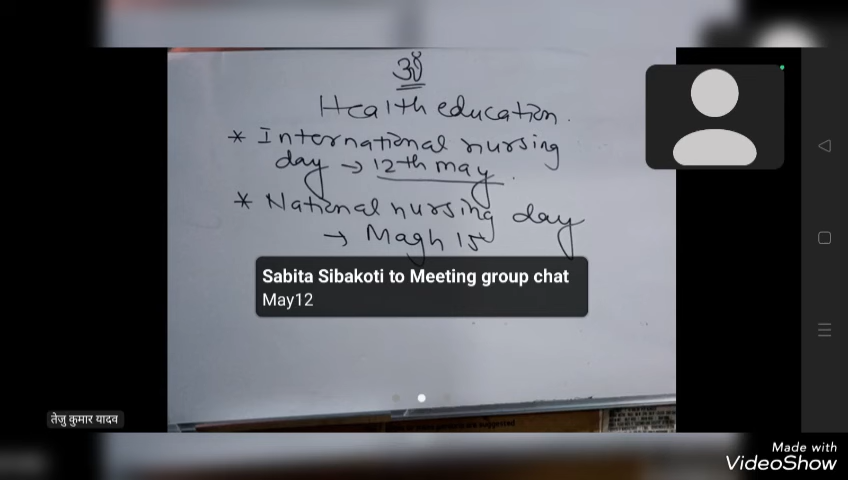 ॐ
Health education.
* International nursing
day → 12th may.
* National nursing day
→ Magh 15
Sabita Sibakoti to Meeting group chat
May12
तेजु कुमार यादव
Made with
VideoShow